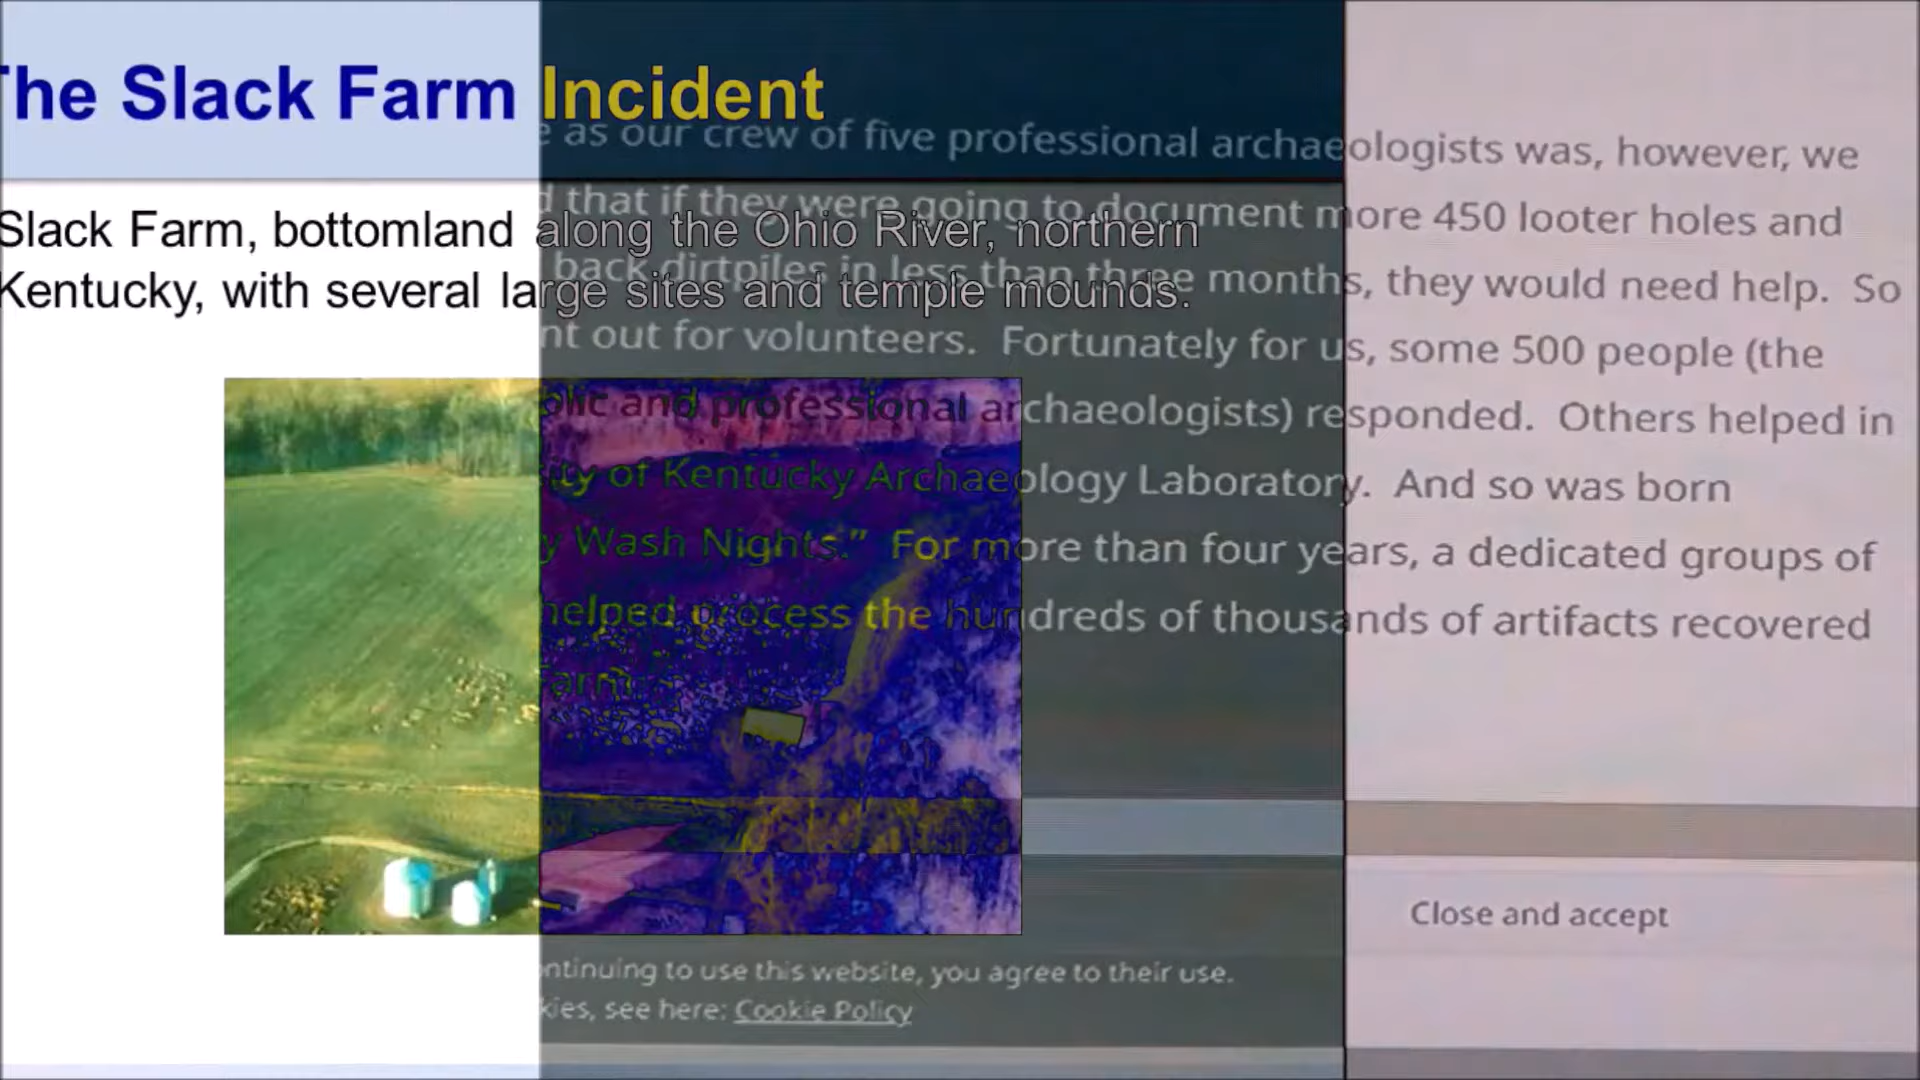 The Slack Farm Incident
Slack Farm, bottomland along the Ohio River, northern
Kentucky, with several large sites and temple mounds.
as our crew of five professional archaeologists was, however, we
that if they were going to document more 450 looter holes and
back dirtpiles in less than three months, they would need help. So
out for volunteers. Fortunately for us, some 500 people (the
and professional archaeologists) responded. Others helped in
of Kentucky Archaeology Laboratory. And so was born
Wash Nights.” For more than four years, a dedicated groups of
helped process the hundreds of thousands of artifacts recovered
Farm
Close and accept
to use this website, you agree to their use.
see here: Cookie Policy